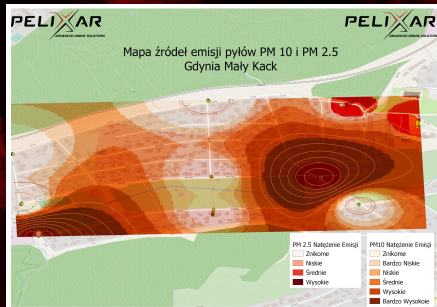 PELIXAR
ADVANCED DRONE SOLUTIONS
PELIXAR
ADVANCED DRONE SOLUTIONS
Mapa źródeł emisji pyłów PM 10 i PM 2.5
Gdynia Mały Kack
PM 2.5 Natężenie Emisji
Znikome
Niskie
Średnie
Wysokie
PM10 Natężenie Emisji
Znikome
Bardzo Niskie
Niskie
Średnie
Wysokie
Bardzo Wysokoie